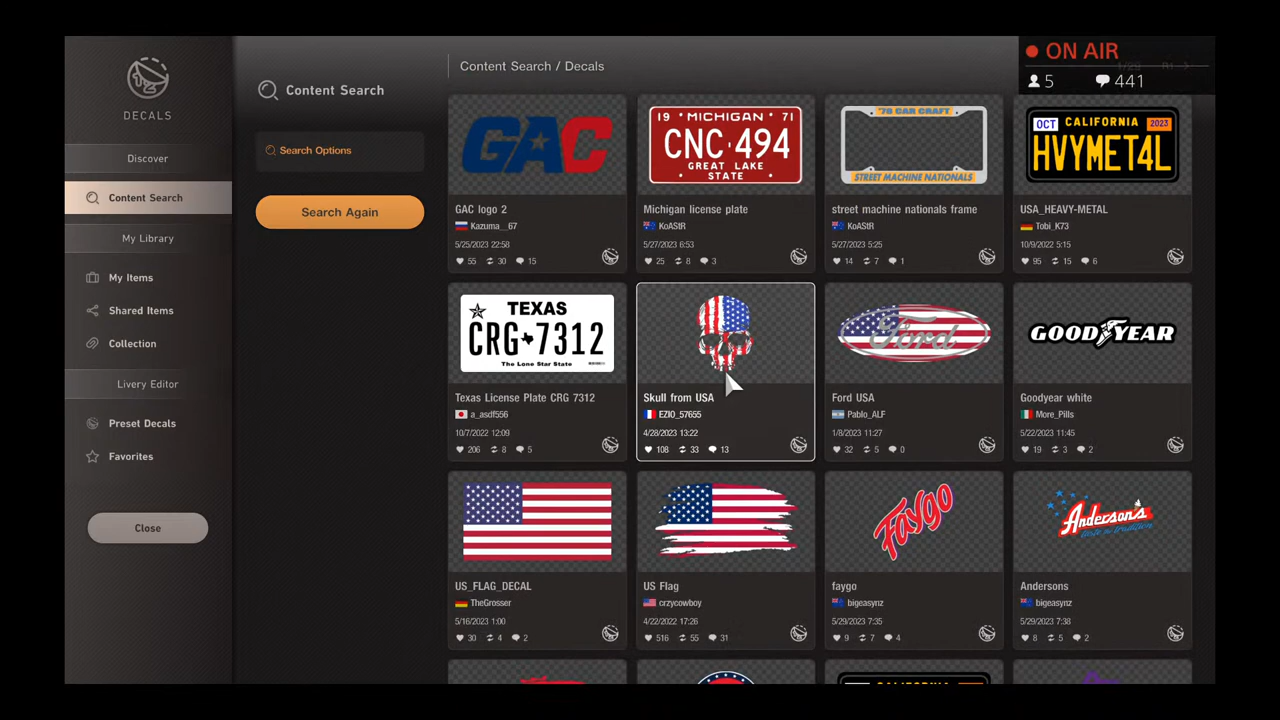 DECALS
Discover
Content Search
My Library
My Items
Shared Items
Collection
Livery Editor
Preset Decals
Favorites
Close
Content Search
Search Options
Search Again
Content Search / Decals
ON AIR
5 441
GAC
GAC logo 2
Kazuma__67
5/25/2023 22:58
55 30 15
19 MICHIGAN 71
CNC·494
GREAT LAKE
STATE
Michigan license plate
KoAStR
5/27/2023 6:53
25 8 3
'78 CAR CRAFT
STREET MACHINE NATIONALS
street machine nationals frame
KoAStR
5/27/2023 5:25
14 7 1
OCT CALIFORNIA 2023
HVYMET4L
USA_HEAVY-METAL
Tobi_K73
10/9/2022 5:15
95 15 6
TEXAS
CRG 7312
The Lone Star State
Texas License Plate CRG 7312
a_asdf556
10/7/2022 12:09
206 8 5
Skull from USA
EZIO_57655
4/28/2023 13:22
108 33 13
Ford
Ford USA
Pablo_ALF
1/8/2023 11:27
32 5 0
GOODYEAR
Goodyear white
More_Pills
5/22/2023 11:45
19 3 2
US_FLAG_DECAL
TheGrosser
5/16/2023 1:00
30 4 2
US Flag
crzycowboy
4/22/2022 17:26
516 55 31
Faygo
faygo
bigeasynz
5/29/2023 7:35
9 7 4
Anderson's
taste in tradition
Andersons
bigeasynz
5/29/2023 7:38
8 5 2
CALIFORNIA